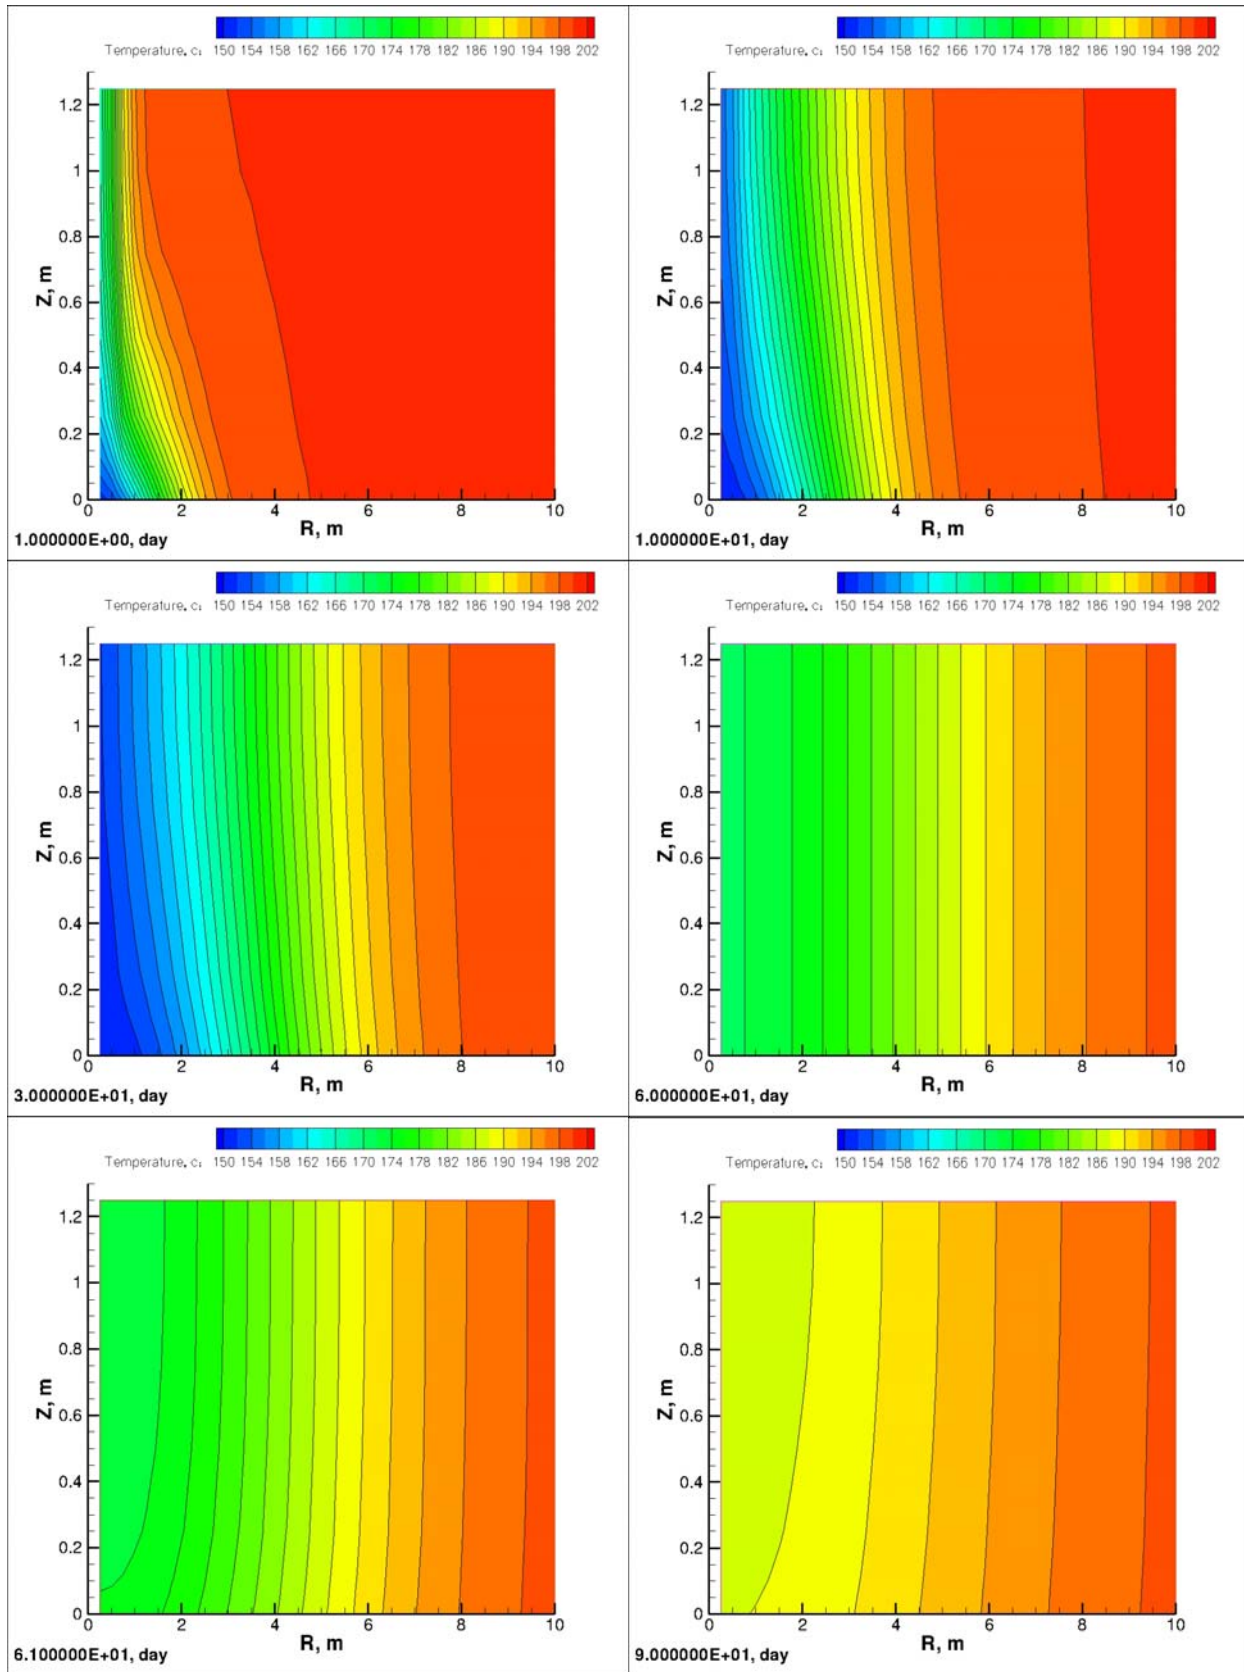 Temperature, c: 150 154 158 162 166 170 174 178 182 186 190 194 198 202
1.2
1
0.8
0.6
0.4
0.2
0
Z, m
0 2 4 6 8 10
R, m
1.000000E+00, day
Temperature, c: 150 154 158 162 166 170 174 178 182 186 190 194 198 202
1.2
1
0.8
0.6
0.4
0.2
0
Z, m
0 2 4 6 8 10
R, m
1.000000E+01, day
Temperature, c: 150 154 158 162 166 170 174 178 182 186 190 194 198 202
1.2
1
0.8
0.6
0.4
0.2
0
Z, m
0 2 4 6 8 10
R, m
3.000000E+01, day
Temperature, c: 150 154 158 162 166 170 174 178 182 186 190 194 198 202
1.2
1
0.8
0.6
0.4
0.2
0
Z, m
0 2 4 6 8 10
R, m
6.000000E+01, day
Temperature, c: 150 154 158 162 166 170 174 178 182 186 190 194 198 202
1.2
1
0.8
0.6
0.4
0.2
0
Z, m
0 2 4 6 8 10
R, m
6.100000E+01, day
Temperature, c: 150 154 158 162 166 170 174 178 182 186 190 194 198 202
1.2
1
0.8
0.6
0.4
0.2
0
Z, m
0 2 4 6 8 10
R, m
9.000000E+01, day